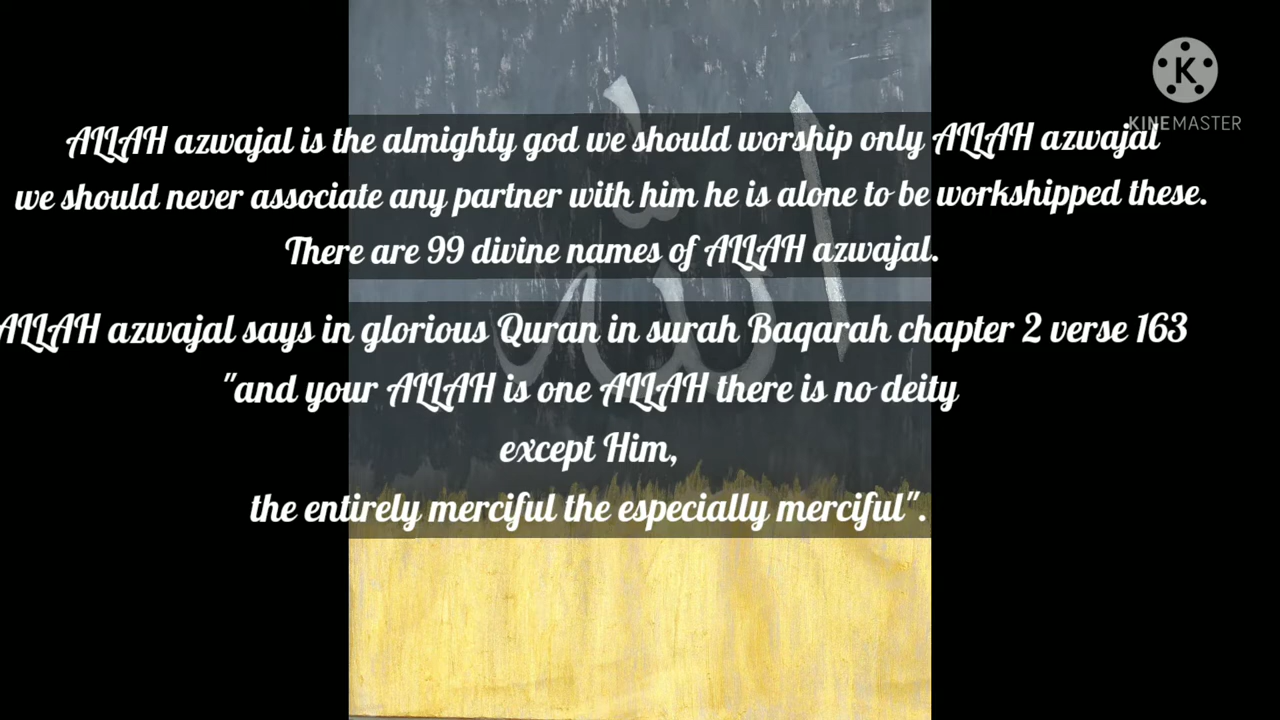 KINEMASTER
ALLAH azwajal is the almighty god we should worship only ALLAH azwajal
we should never associate any partner with him he is alone to be workshipped these.
There are 99 divine names of ALLAH azwajal.
ALLAH azwajal says in glorious Quran in surah Baqarah chapter 2 verse 163
"and your ALLAH is one ALLAH there is no deity
except Him,
the entirely merciful the especially merciful".
الله